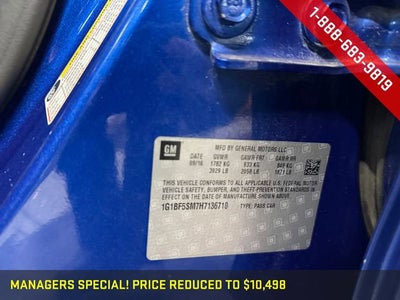 1-888-683-9819
GM
MFD BY GENERAL MOTORS LLC
DATE GVWR GAWR FRT GAWR RR
09/16 1782 KG 933 KG 849 KG
3929 LB 2058 LB 1871 LB
THIS VEHICLE CONFORMS TO ALL APPLICABLE U.S. FEDERAL MOTOR
VEHICLE SAFETY, BUMPER, AND THEFT PREVENTION STANDARDS
IN EFFECT ON THE DATE OF MANUFACTURE SHOWN ABOVE.
1G1BF5SM7H7136710 TYPE: PASS CAR
MANAGERS SPECIAL! PRICE REDUCED TO $10,498